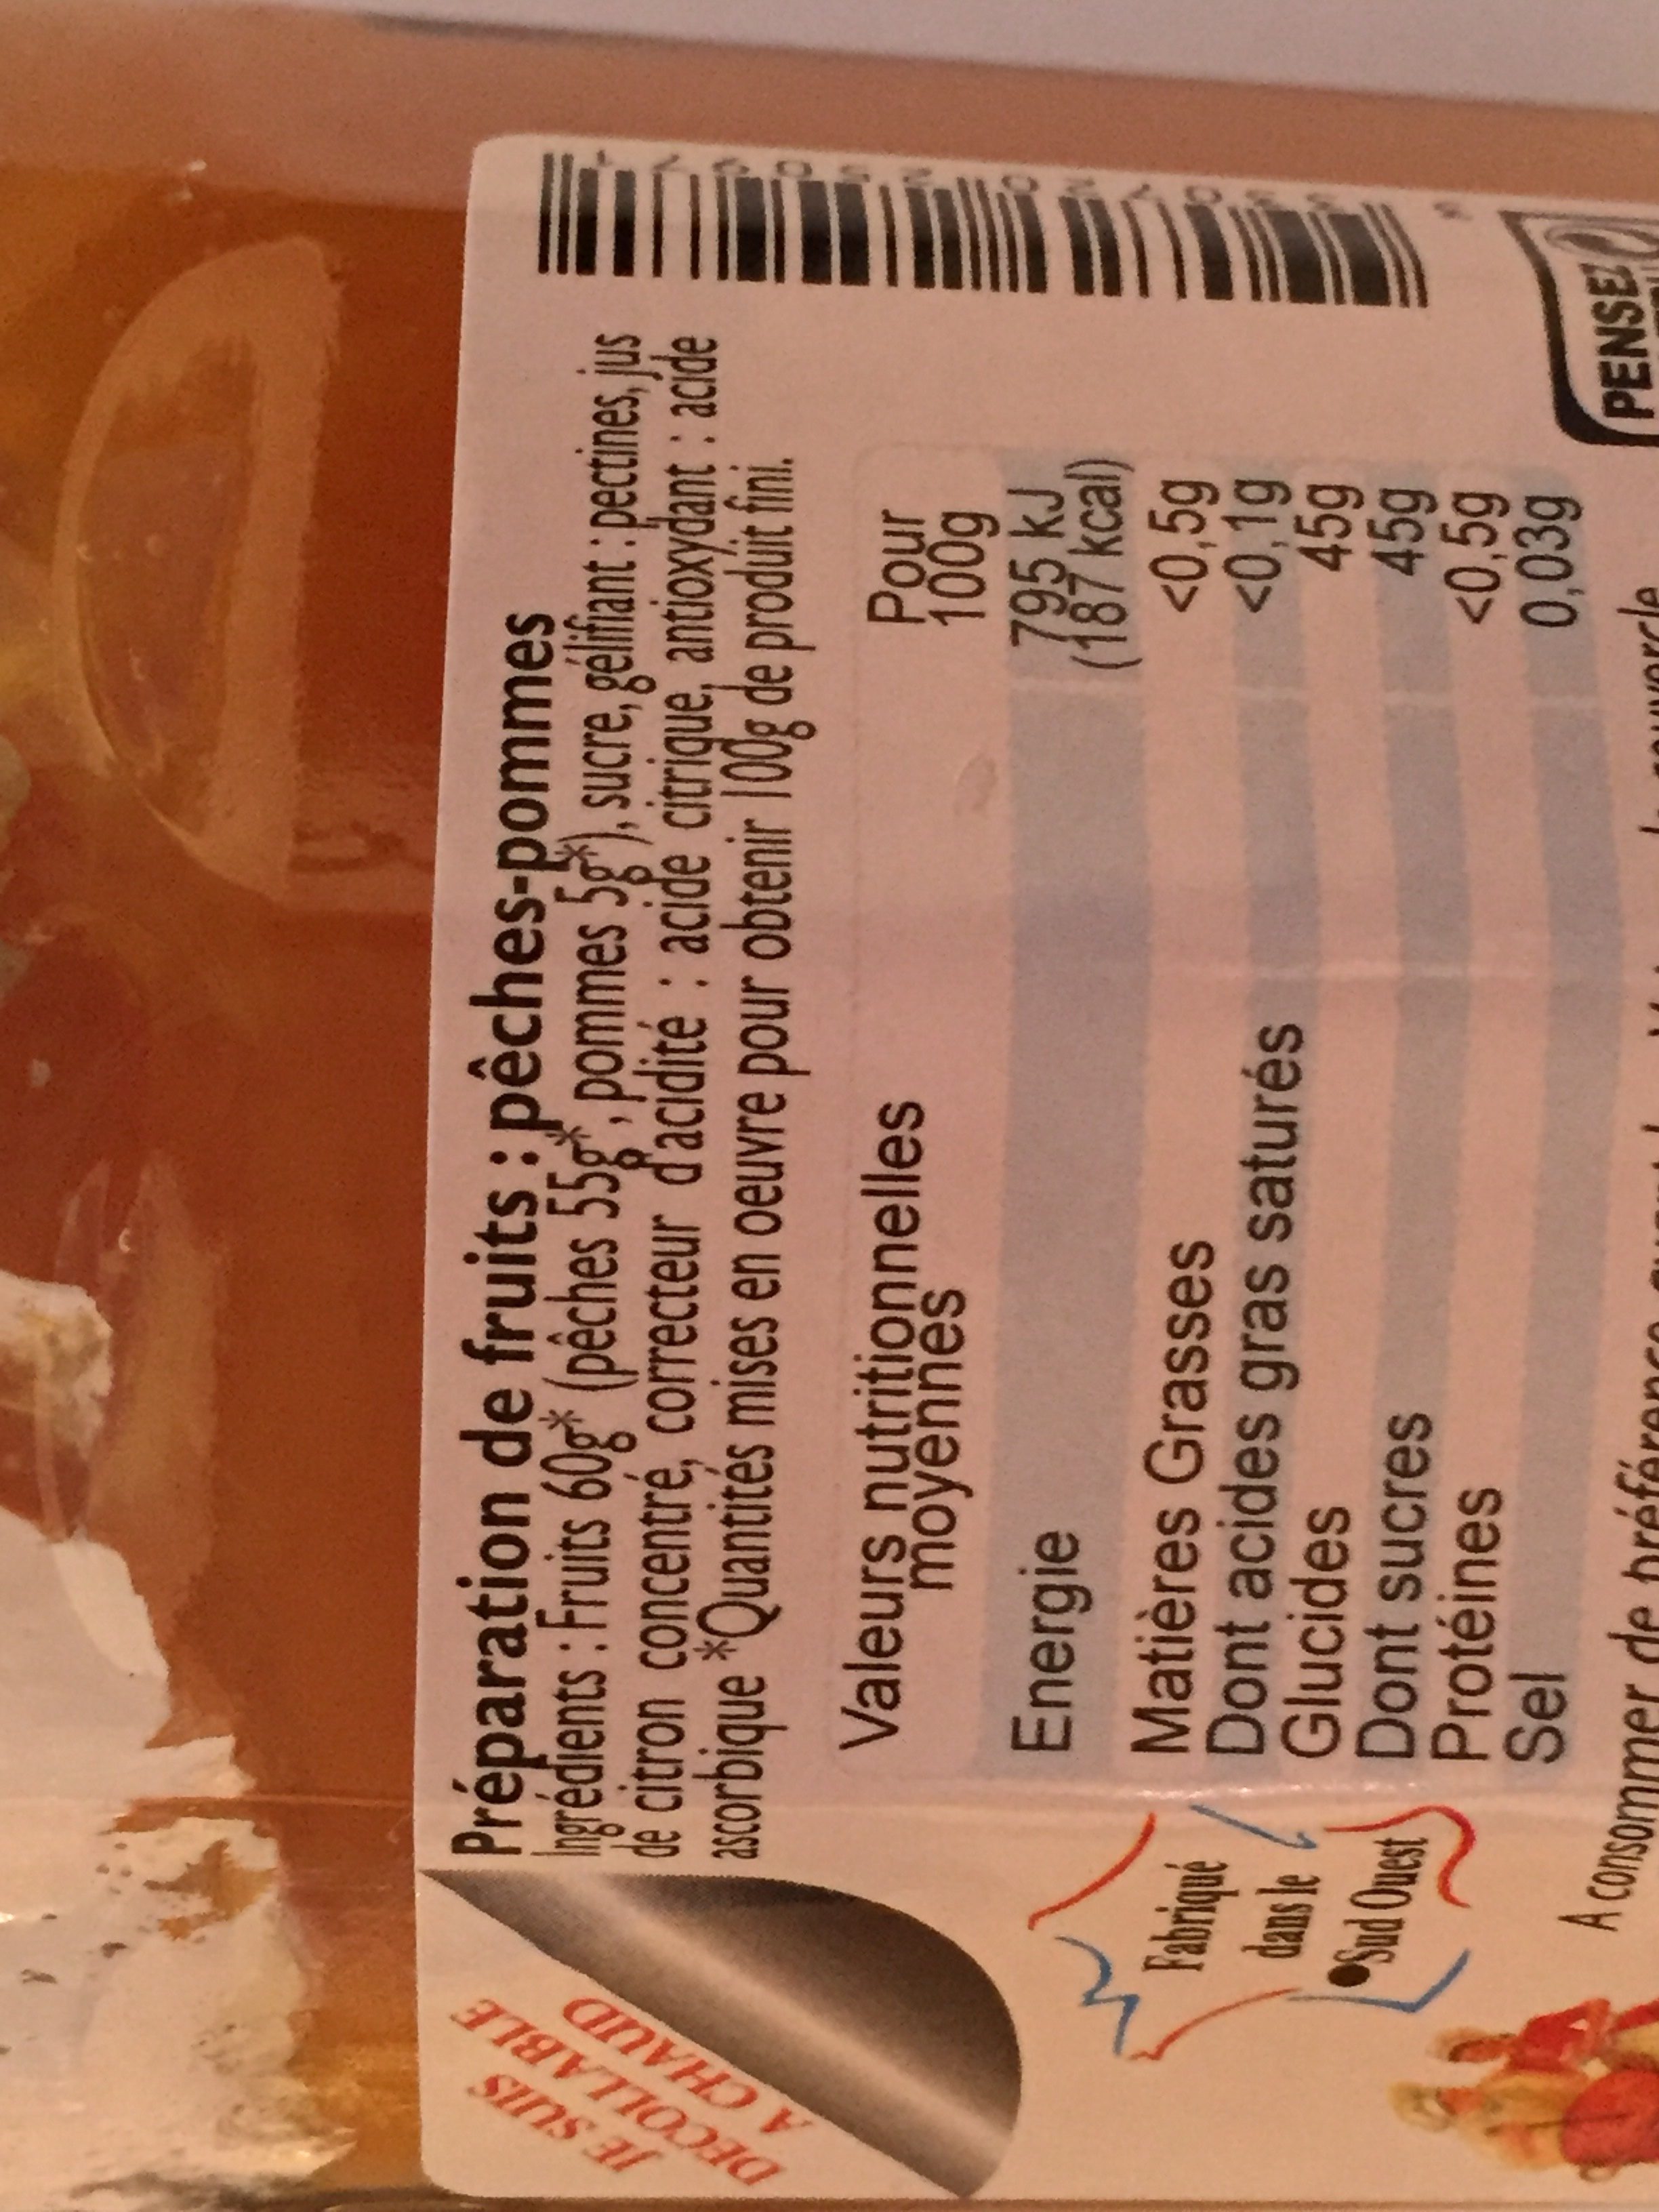 Préparation de fruits : pêches-pommes
Ingrédients : Fruits 60g* (pêches 55g*, pommes 5g*), sucre, gélifiant : pectines, jus
de citron concentré, correcteur d'acidité : acide citrique, antioxydant : acide
ascorbique *Quantités mises en oeuvre pour obtenir 100g de produit fini.
Valeurs nutritionnelles
moyennes
Pour
100g
Energie 795 kJ
(187 kcal)
Matières Grasses <0,5g
Dont acides gras saturés <0,1g
Glucides 45g
Dont sucres 45g
Protéines <0,5g
Sel 0,03g
JE SUIS
DECOLLABLE
A CHAUD
Fabriqué
dans le
Sud Ouest
A consommer de préférence avant
PENSEZ